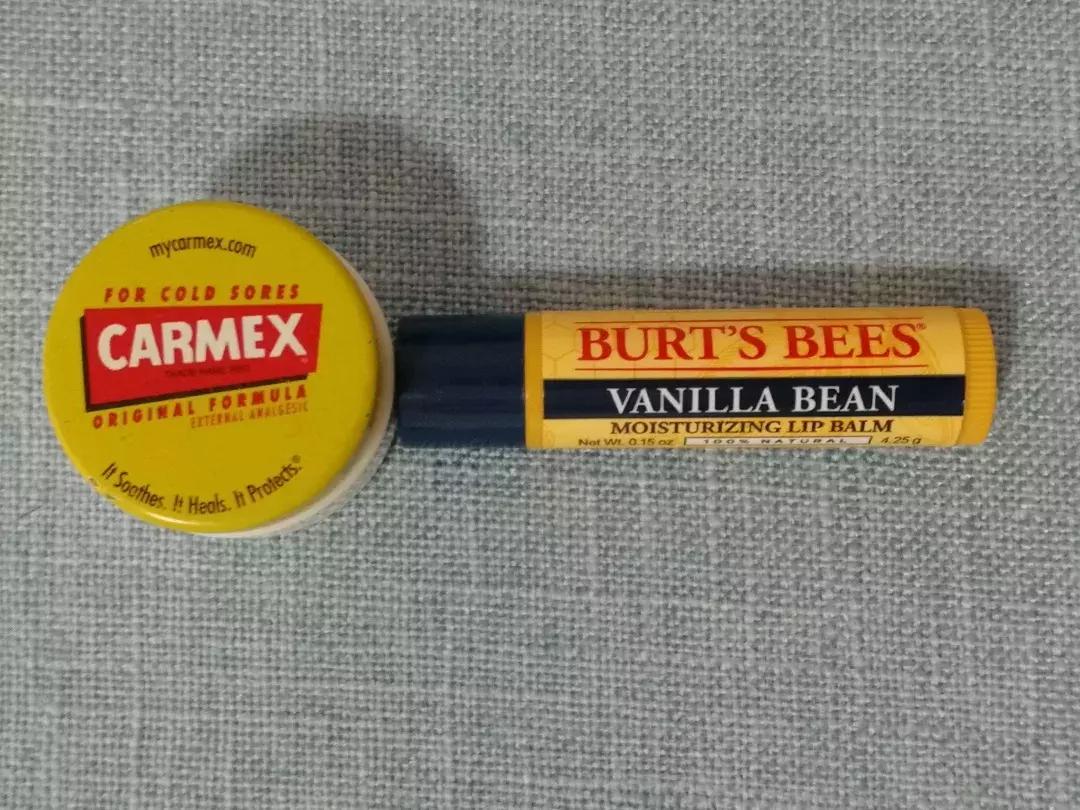 mycarmex.com
FOR COLD SORES
CARMEX
ORIGINAL FORMULA
EXTERNAL ANALGESIC
It Soothes. It Heals. It Protects.®
BURT'S BEES®
VANILLA BEAN
MOISTURIZING LIP BALM
Net Wt. 0.15 oz 100% NATURAL 4.25 g